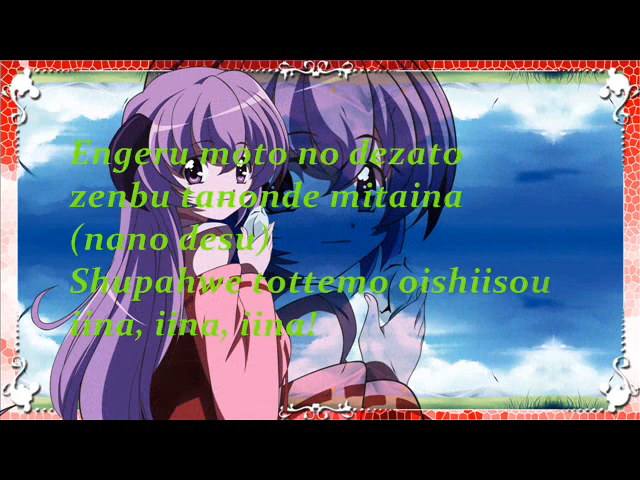 Engeru moto no dezato
zenbu tanonde mitaina
(nano desu)
Shupahwe tottemo oishiisou
iina, iina, iina!